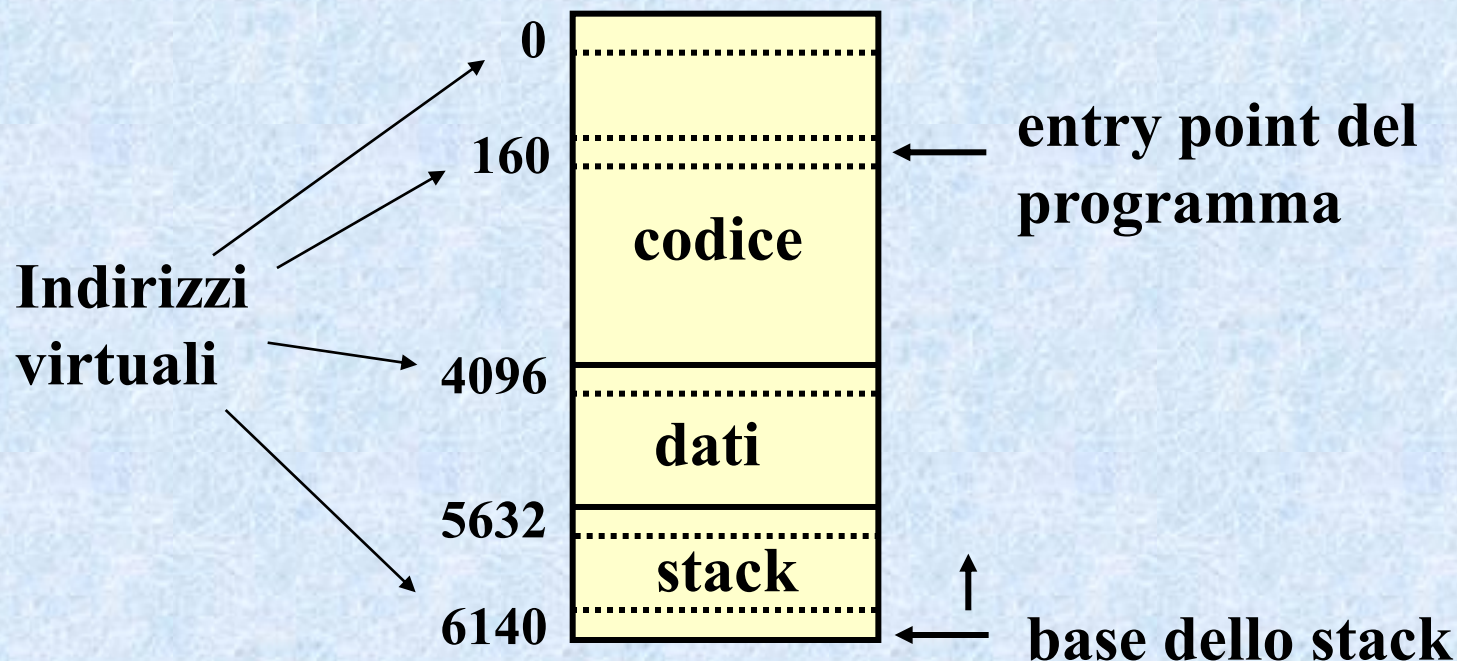 0
160
entry point del
programma
codice
Indirizzi
virtuali
4096
dati
5632
stack
6140
base dello stack